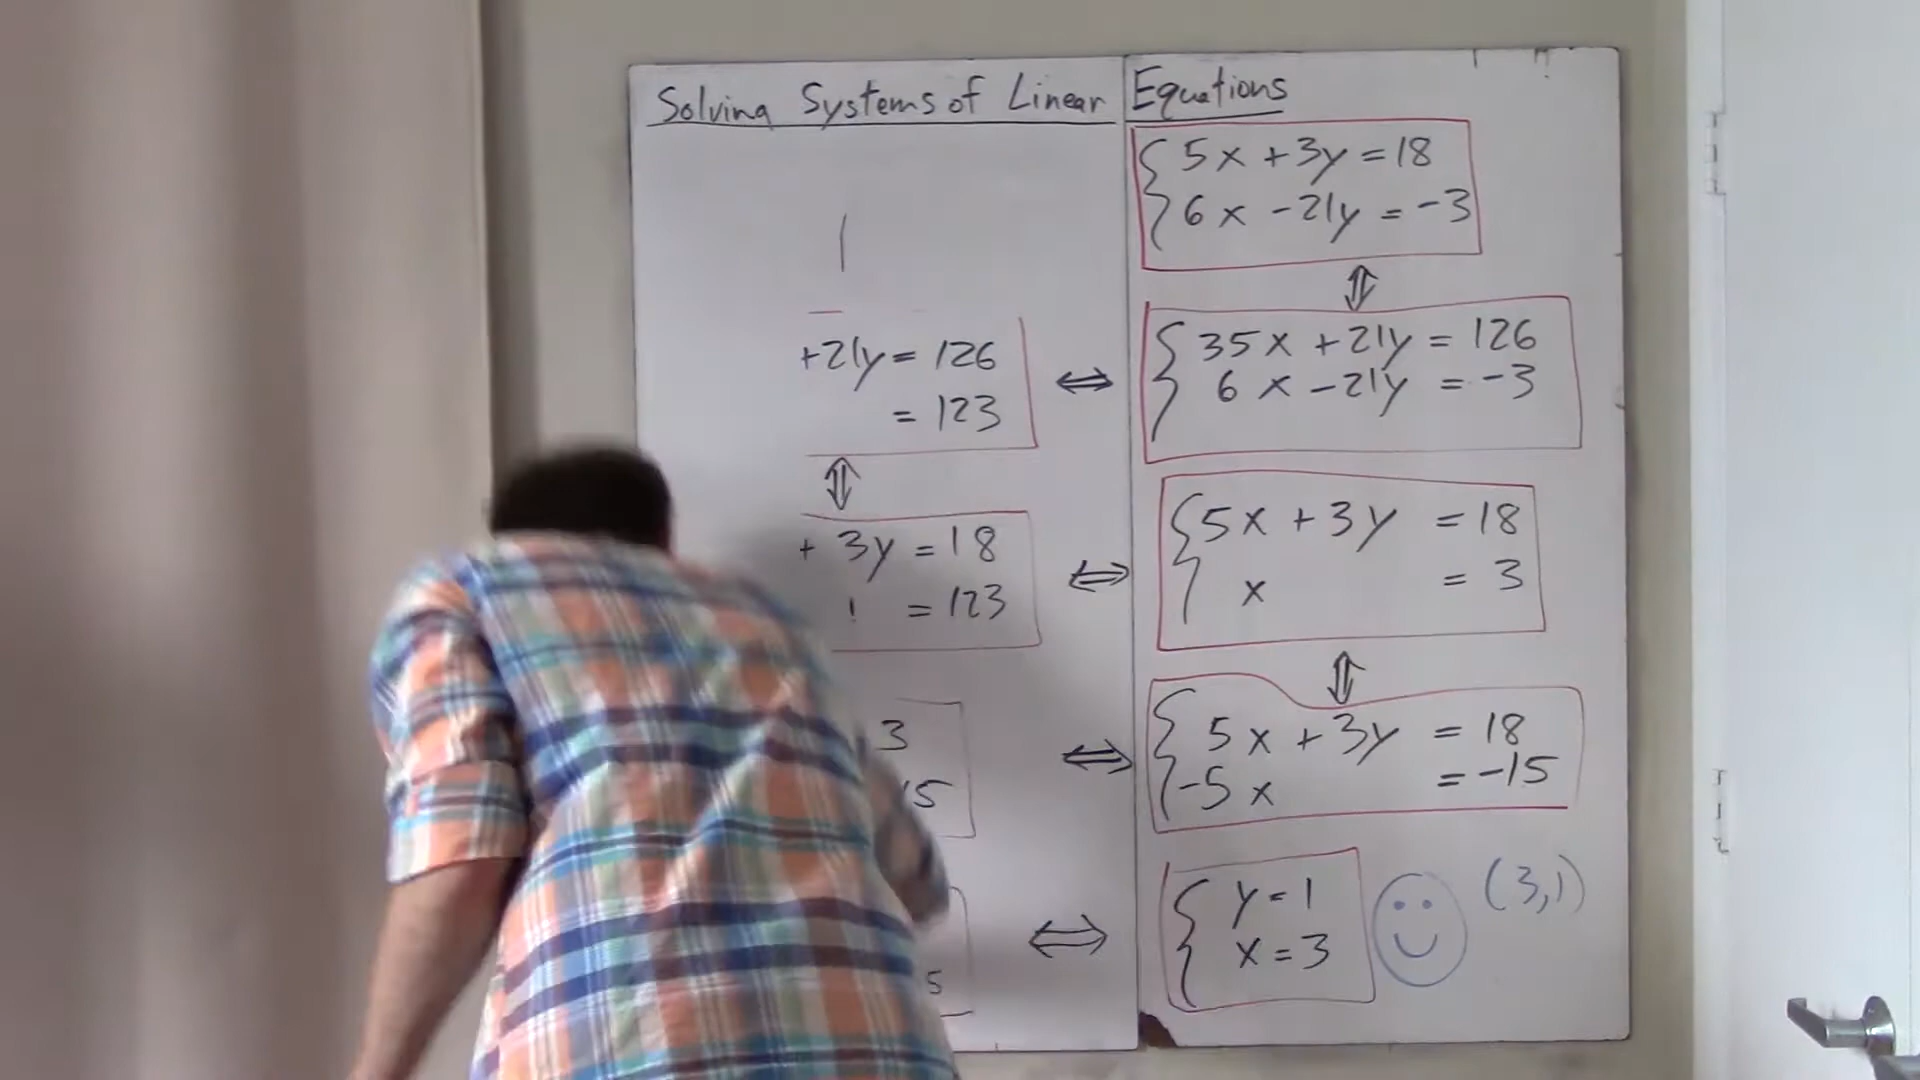 Solving Systems of Linear Equations
5x + 3y = 18
6x - 21y = -3
+21y = 126
= 123
35x + 21y = 126
6x - 21y = -3
+ 3y = 18
= 123
5x + 3y = 18
x = 3
3
15
5x + 3y = 18
-5x = -15
5
y = 1
x = 3
(3,1)